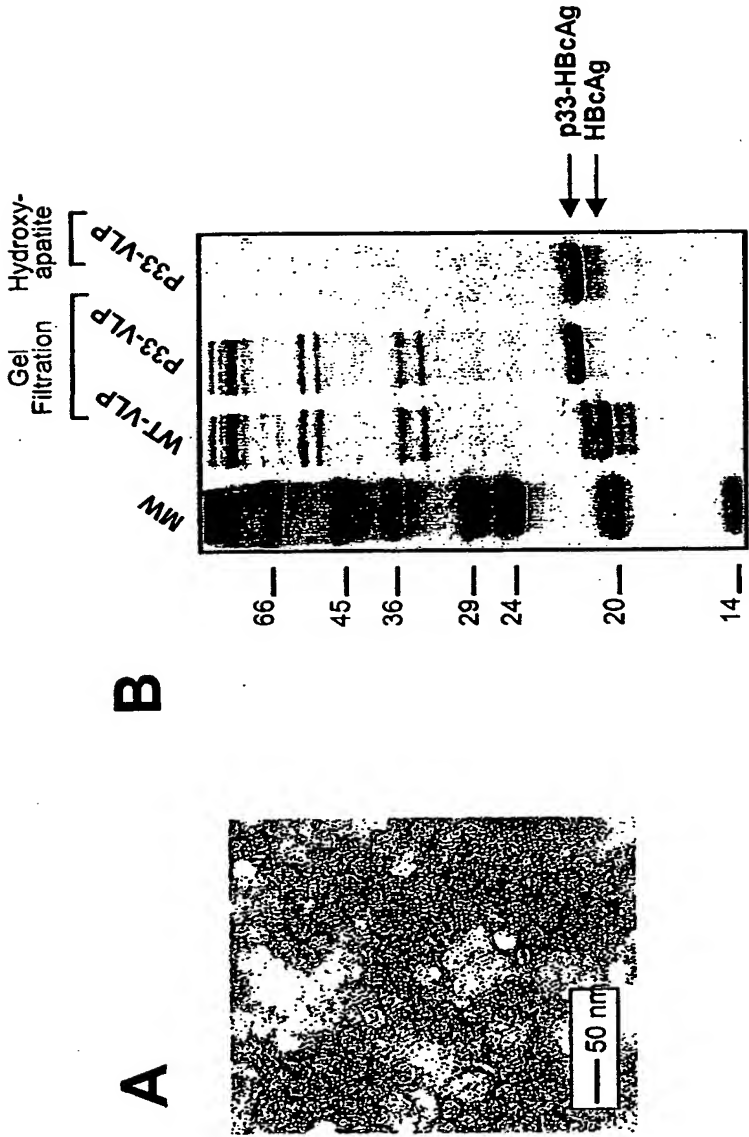 A
50 nm
B
Gel
Filtration
Hydroxy-
apatite
MW
WT-VLP
P33-VLP
P33-VLP
66
45
36
29
24
20
14
p33-HBcAg
HBcAg